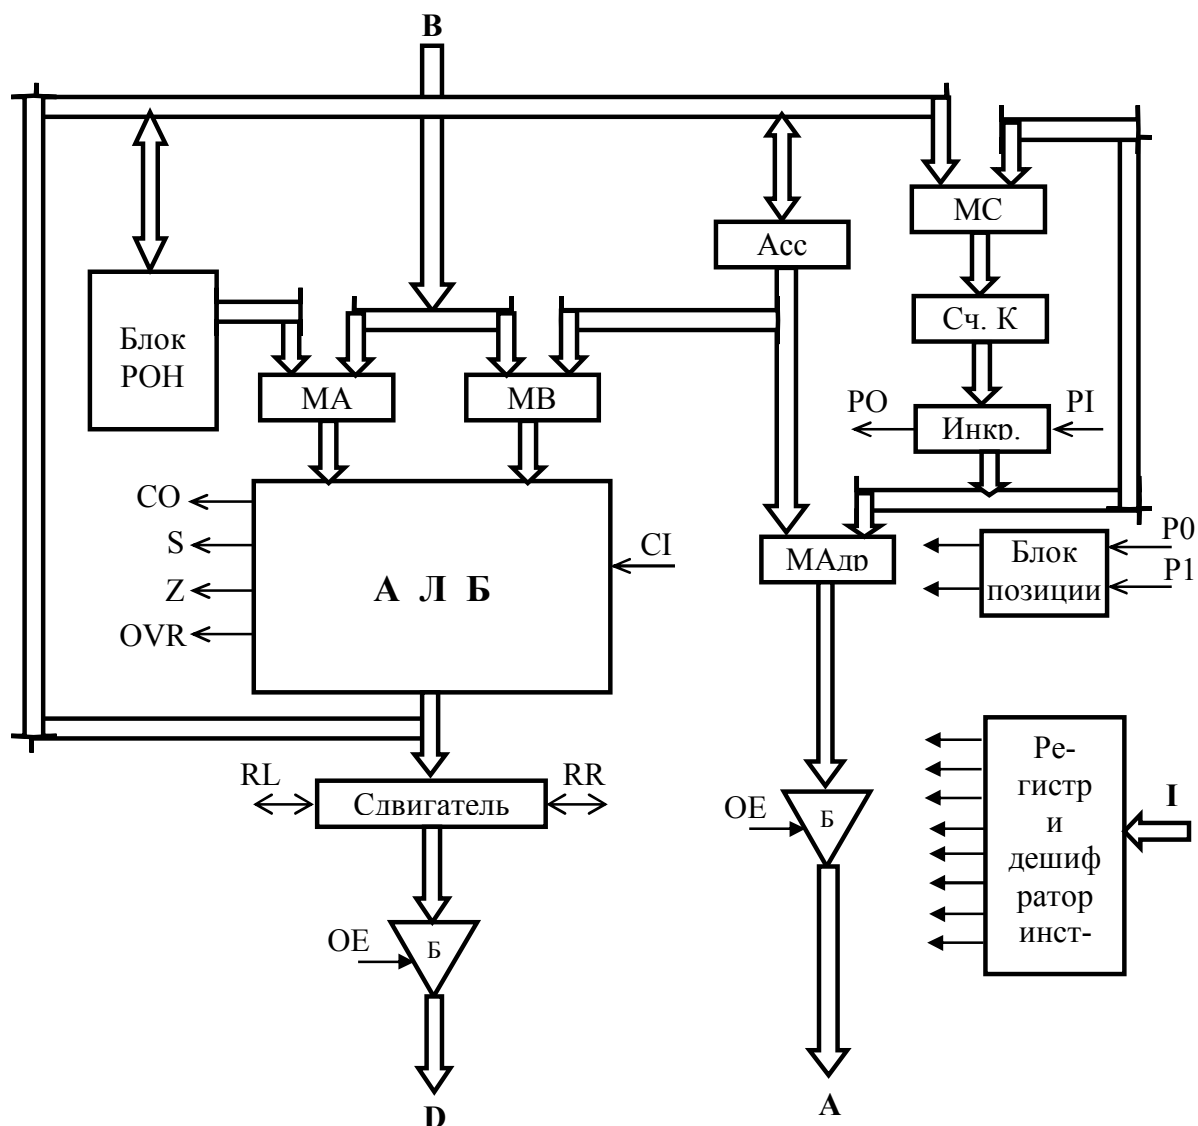 B
МС
Асс
Сч. К
Блок
РОН
МА
МВ
PO
Инкр.
PI
CO
S
Z
OVR
А Л Б
CI
МАдр
Блок
позиции
P0
P1
RL
Сдвигатель
RR
OE
Б
OE
Б
Ре-
гистр
и
дешиф
ратор
инст-
I
D
A